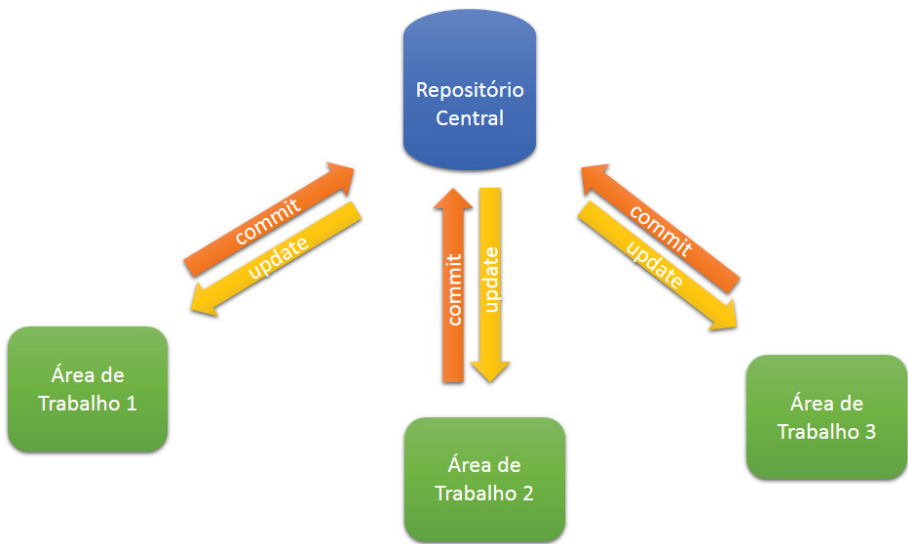 Repositório
Central
commit
update
commit
update
commit
update
Área de
Trabalho 1
Área de
Trabalho 2
Área de
Trabalho 3